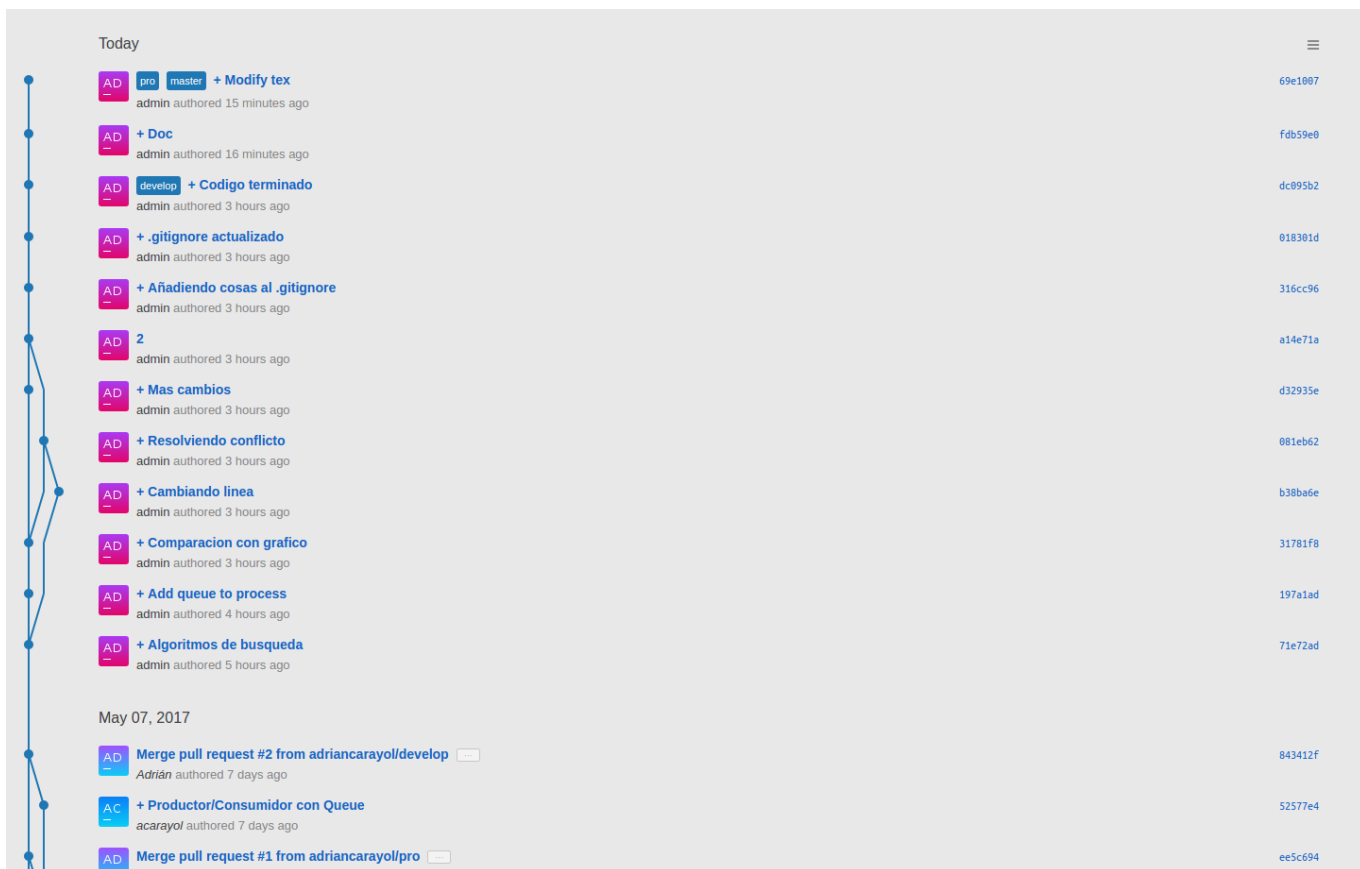 Today
AD pro master + Modify tex 69e1007
admin authored 15 minutes ago
AD + Doc fdb59e0
admin authored 16 minutes ago
AD develop + Codigo terminado dc095b2
admin authored 3 hours ago
AD + .gitignore actualizado 018301d
admin authored 3 hours ago
AD + Añadiendo cosas al .gitignore 316cc96
admin authored 3 hours ago
AD 2 a14e71a
admin authored 3 hours ago
AD + Mas cambios d32935e
admin authored 3 hours ago
AD + Resolviendo conflicto 081eb62
admin authored 3 hours ago
AD + Cambiando linea b38ba6e
admin authored 3 hours ago
AD + Comparacion con grafico 31781f8
admin authored 3 hours ago
AD + Add queue to process 197a1ad
admin authored 4 hours ago
AD + Algoritmos de busqueda 71e72ad
admin authored 5 hours ago
May 07, 2017
AD Merge pull request #2 from adriancarayol/develop ... 843412f
Adrián authored 7 days ago
AC + Productor/Consumidor con Queue 52577e4
acarayol authored 7 days ago
AD Merge pull request #1 from adriancarayol/pro ... ee5c694